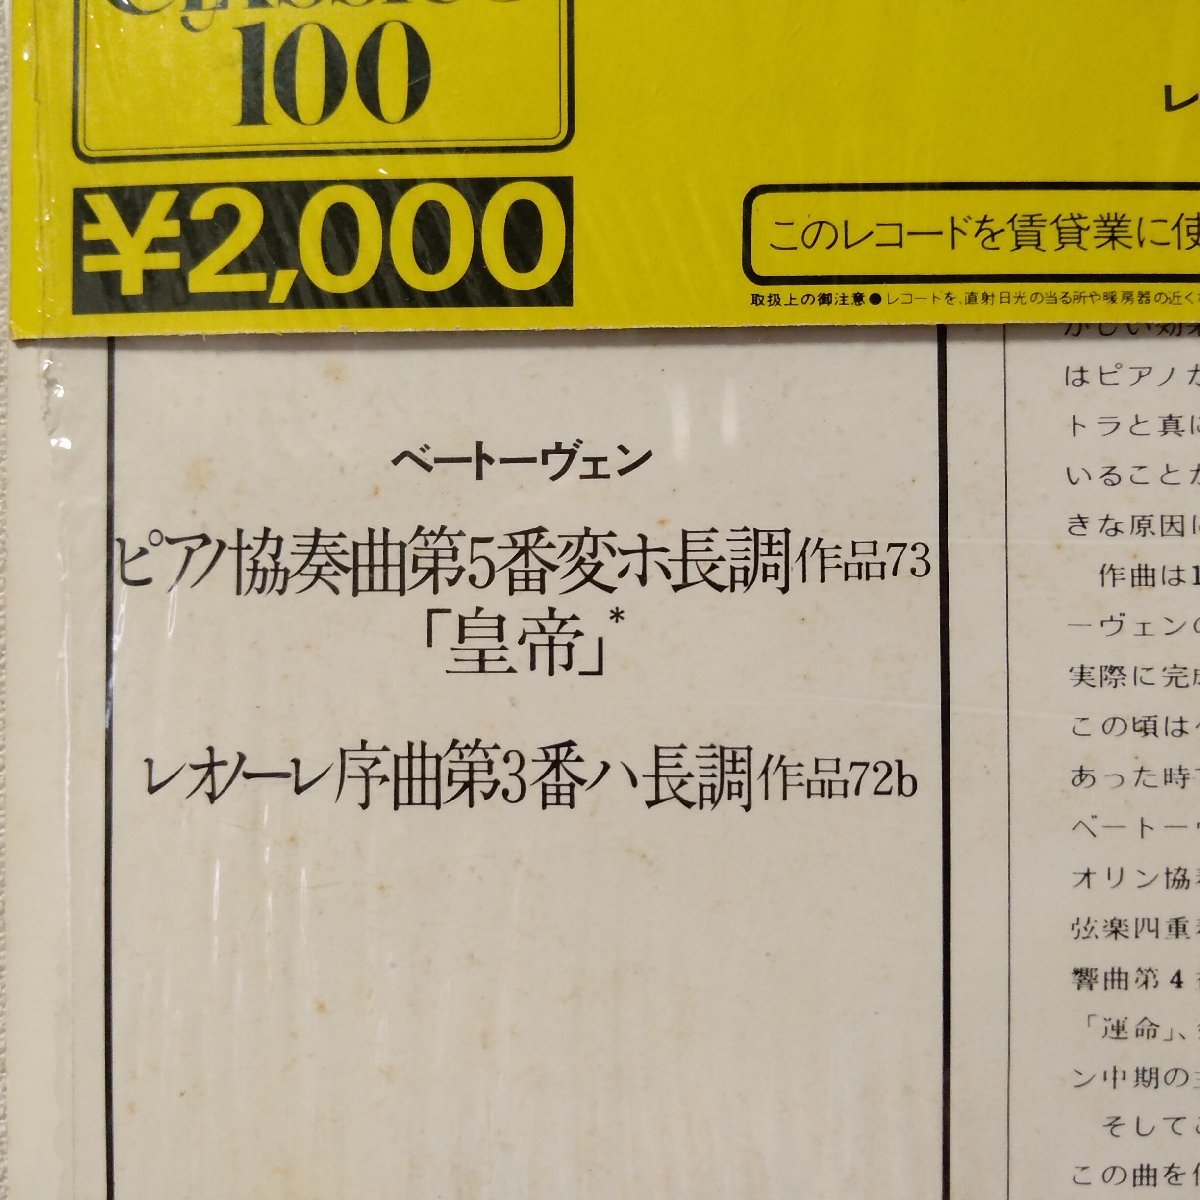 100
¥2,000
レ
このレコードを賃貸業に使
取扱上の御注意●レコードを、直射日光の当る所や暖房器の近く
ベートーヴェン
ピアノ協奏曲第5番変ホ長調作品73
「皇帝」*
レオノーレ序曲第3番ハ長調作品72b
がしい効果
はピアノが
トラと真に
いることが
きな原因に
作曲は1
ーヴェンの
実際に完成
この頃は
あった時
ベートー
オリン協奏
弦楽四重奏
響曲第4
「運命」、
ン中期の
そして
この曲を